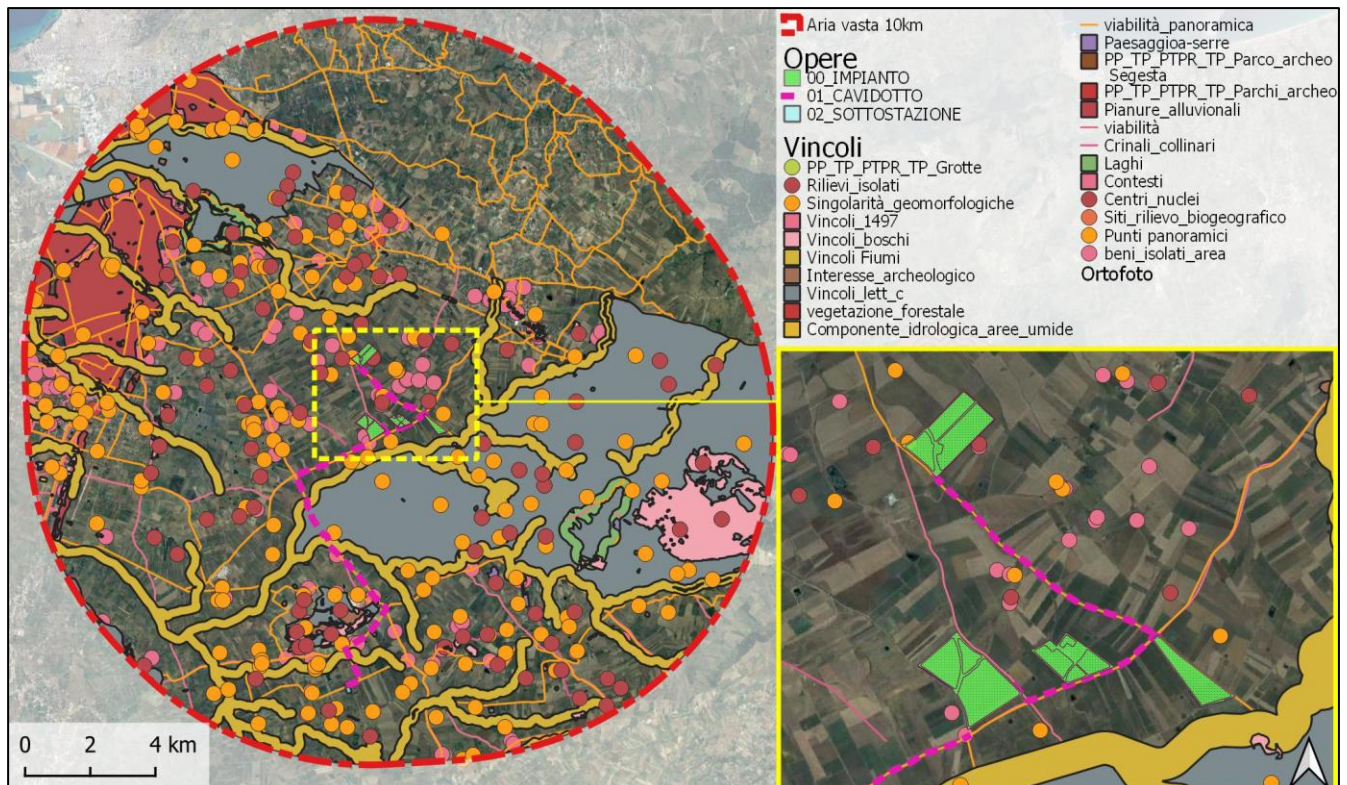 Aria vasta 10km
Opere
00_IMPIANTO
01_CAVIDOTTO
02_SOTTOSTAZIONE
Vincoli
PP_TP_PTPR_TP_Grotte
Rilievi_isolati
Singolarità_geomorfologiche
Vincoli_1497
Vincoli_boschi
Vincoli Fiumi
Interesse_archeologico
Vincoli_lett_c
vegetazione_forestale
Componente_idrologica_aree_umide
viabilità_panoramica
Paesaggioa-serre
PP_TP_PTPR_TP_Parco_archeo
Segesta
PP_TP_PTPR_TP_Parchi_archeo
Pianure_alluvionali
viabilità
Crinali_collinari
Laghi
Contesti
Centri_nuclei
Siti_rilievo_biogeografico
Punti panoramici
beni_isolati_area
Ortofoto
0 2 4 km